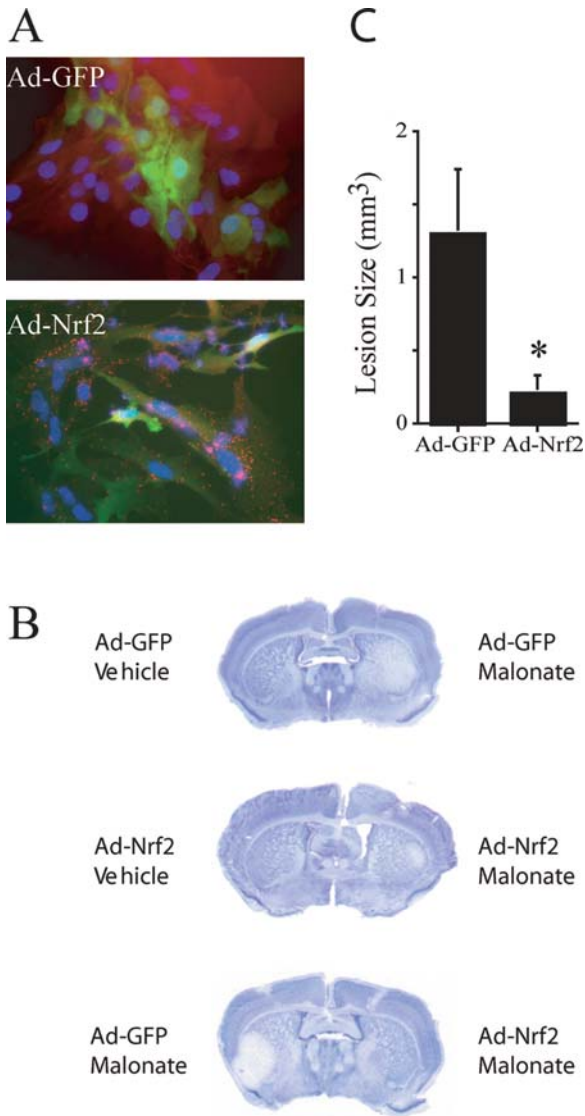 A
Ad-GFP
Ad-Nrf2
C
Lesion Size (mm³)
2
1
0
*
Ad-GFP Ad-Nrf2
B
Ad-GFP
Vehicle
Ad-GFP
Malonate
Ad-Nrf2
Vehicle
Ad-Nrf2
Malonate
Ad-GFP
Malonate
Ad-Nrf2
Malonate